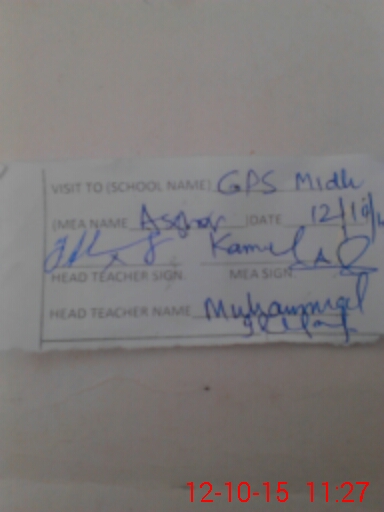 VISIT TO (SCHOOL NAME) GPS Midh
(MEA NAME Asghar )DATE 12/10/
Kamal
HEAD TEACHER SIGN. MEA SIGN
HEAD TEACHER NAME Muhammad
12-10-15 11:27